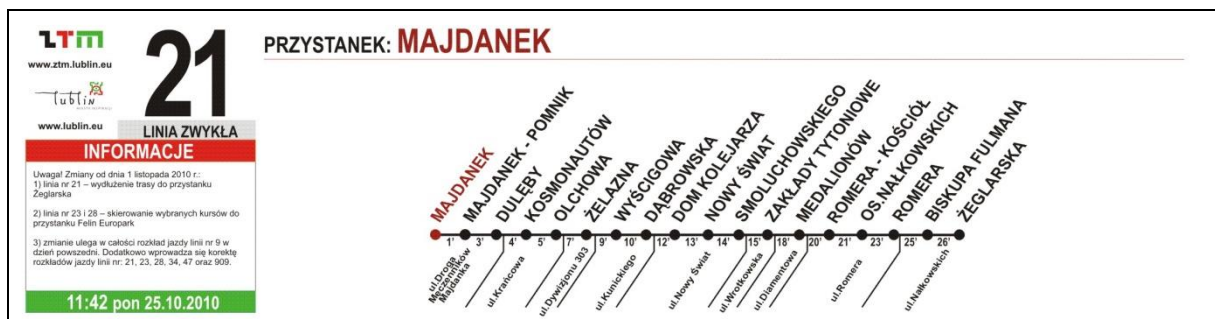 ZTM
www.ztm.lublin.eu
lublin
www.lublin.eu
21
LINIA ZWYKŁA
INFORMACJE
Uwaga! Zmiany od dnia 1 listopada 2010 r.:
1) linia nr 21 – wydłużenie trasy do przystanku
Żeglarska
2) linia nr 23 i 28 – skierowanie wybranych kursów do
przystanku Felin Europark
3) zmianie ulega w całości rozkład jazdy linii nr 9 w
dzień powszedni. Dodatkowo wprowadza się korektę
rozkładów jazdy linii nr: 21, 23, 28, 34, 47 oraz 909.
11:42 pon 25.10.2010
PRZYSTANEK: MAJDANEK
MAJDANEK
MAJDANEK - POMNIK
DULĘBY
KOSMONAUTÓW
OLCHOWA
ŻELAZNA
WYŚCIGOWA
DĄBROWSKA
DOM KOLEJARZA
NOWY ŚWIAT
SMOLUCHOWSKIEGO
ZAKŁADY TYTONIOWE
MEDALIONÓW
ROMERA - KOŚCIÓŁ
OS.NAŁKOWSKICH
ROMERA
BISKUPA FULMANA
ŻEGLARSKA
1' 3' 4' 5' 7' 9' 10' 12' 13' 14' 15' 18' 20' 21' 23' 25' 26'
ul.Droga
Męczenników
Majdanka
ul.Krańcowa
ul.Dywizjonu 303
ul.Kunickiego
ul.Nowy Świat
ul.Wrotkowska
ul.Diamentowa
ul.Romera
ul.Nałkowskich